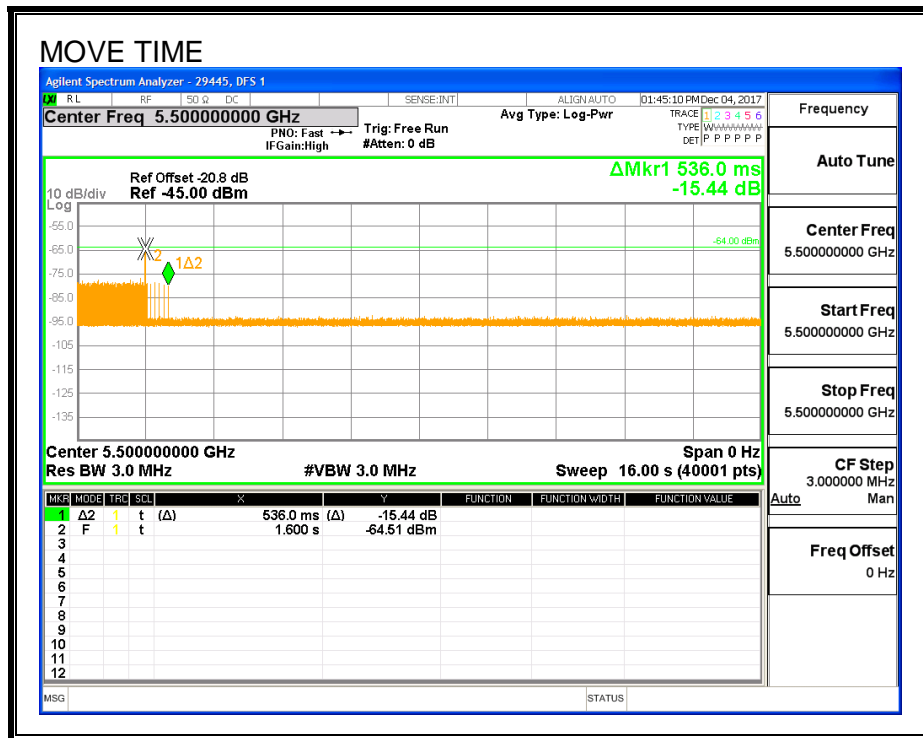 MOVE TIME
Agilent Spectrum Analyzer - 29445, DFS 1
LXI RL RF 50 Ω DC SENSE:INT ALIGN AUTO 01:45:10 PM Dec 04, 2017
Center Freq 5.500000000 GHz
PNO: Fast
IFGain:High
Trig: Free Run
#Atten: 0 dB
Avg Type: Log-Pwr
TRACE 1 2 3 4 5 6
TYPE W
DET P P P P P P
Ref Offset -20.8 dB
Ref -45.00 dBm
10 dB/div
Log
ΔMkr1 536.0 ms
-15.44 dB
-55.0
-65.0
-75.0
-85.0
-95.0
-105
-115
-125
-135
-64.00 dBm
2
1Δ2
Center 5.500000000 GHz Span 0 Hz
Res BW 3.0 MHz #VBW 3.0 MHz Sweep 16.00 s (40001 pts)
MKR MODE TRC SCL X Y FUNCTION FUNCTION WIDTH FUNCTION VALUE
1 Δ2 1 t (Δ) 536.0 ms (Δ) -15.44 dB
2 F 1 t 1.600 s -64.51 dBm
3
4
5
6
7
8
9
10
11
12
MSG STATUS
Frequency
Auto Tune
Center Freq
5.500000000 GHz
Start Freq
5.500000000 GHz
Stop Freq
5.500000000 GHz
CF Step
3.000000 MHz
Auto Man
Freq Offset
0 Hz